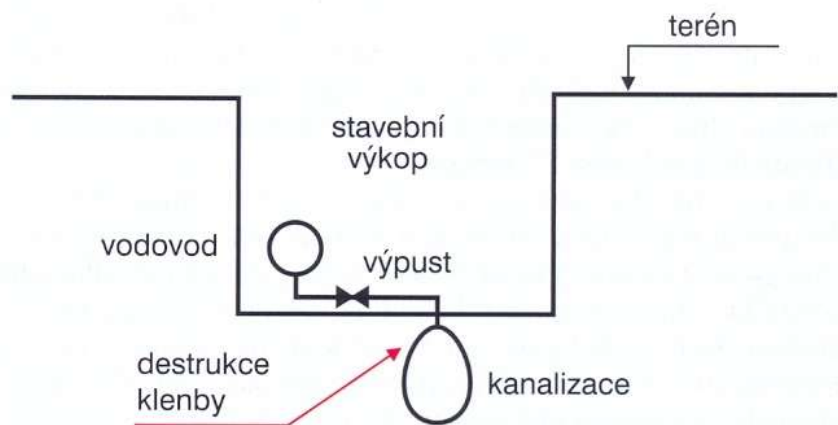 terén
stavební
výkop
vodovod
výpust
destrukce
klenby
kanalizace